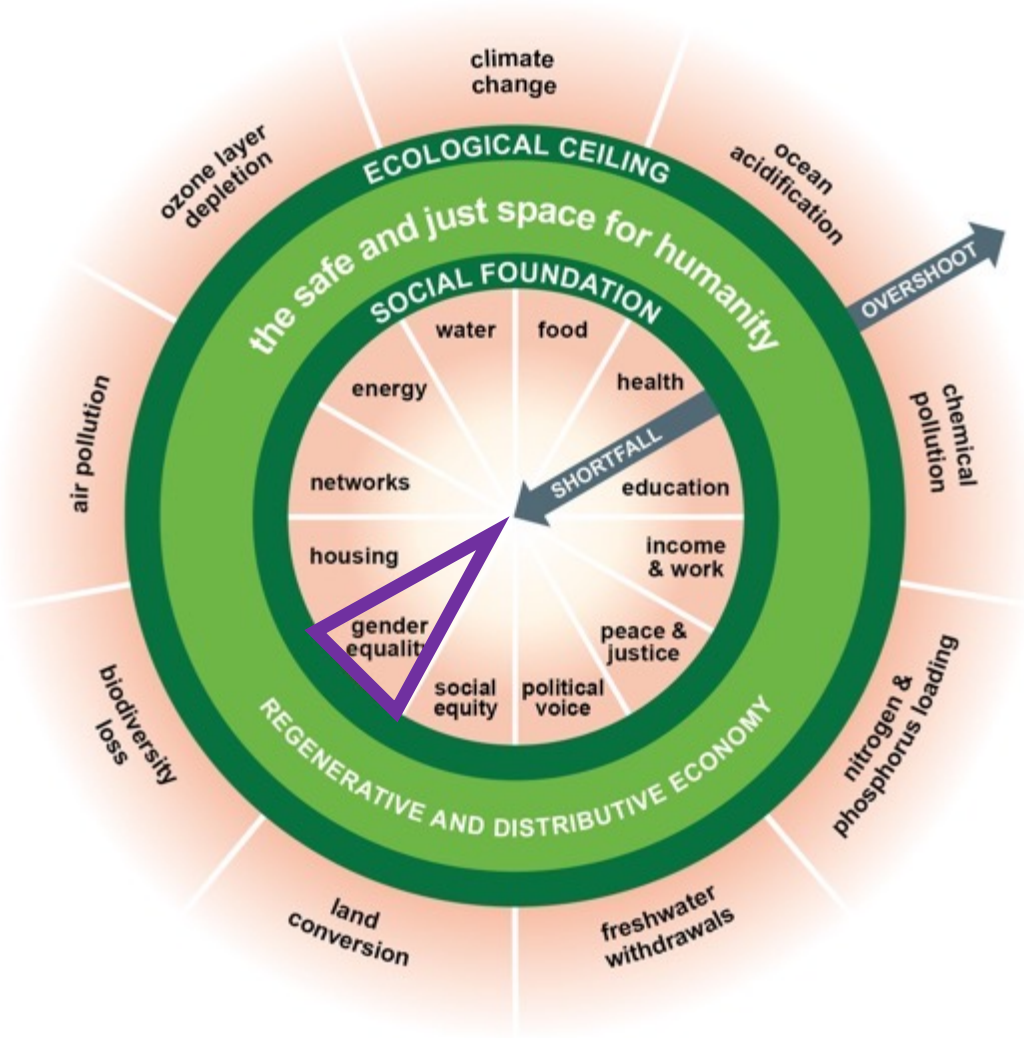 climate
change
ozone layer
depletion
ocean
acidification
ECOLOGICAL CEILING
the safe and just space for humanity
SOCIAL FOUNDATION
OVERSHOOT
water
food
energy
health
air pollution
chemical
pollution
SHORTFALL
networks
education
housing
income
& work
gender
equality
peace &
justice
social
equity
political
voice
biodiversity
loss
nitrogen &
phosphorus loading
REGENERATIVE AND DISTRIBUTIVE ECONOMY
land
conversion
freshwater
withdrawals